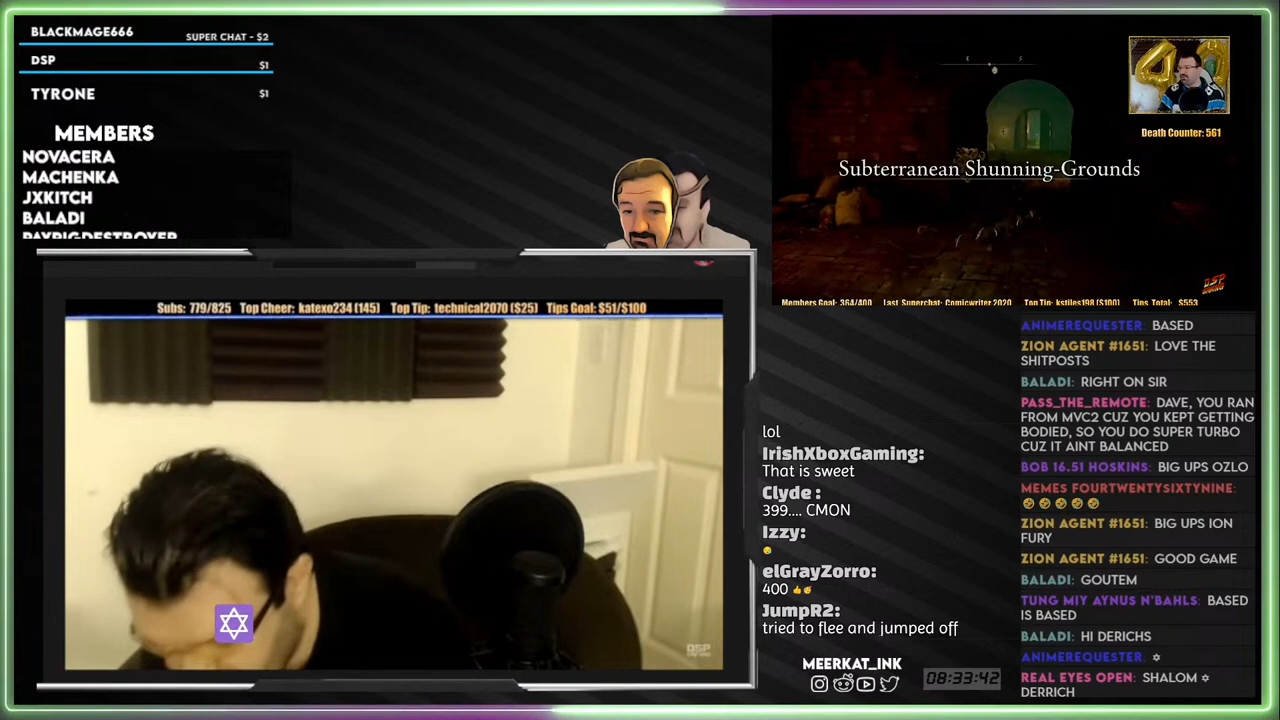 BLACKMAGE666
SUPER CHAT - $2
DSP
$1
TYRONE
$1
MEMBERS
NOVACERA
MACHENKA
JXKITCH
BALADI
PAYPIGDESTROYER
Subs: 779/825 Top Cheer: katexo234 (145) Top Tip: technical2070 ($25) Tips Goal: $51/$100
DSP
GAMING
Death Counter: 561
Subterranean Shunning-Grounds
DSP
GAMING
Members Goal: 364/400 Last Superchat: Comicwriter 2020 Top Tip: kstiles198 ($100) Tips Total: $553
lol
IrishXboxGaming:
That is sweet
Clyde :
399.... CMON
Izzy:
elGrayZorro:
400 👍
JumpR2:
tried to flee and jumped off
MEERKAT_INK
08:33:42
ANIMEREQUESTER: BASED
ZION AGENT #1651: LOVE THE
SHITPOSTS
BALADI: RIGHT ON SIR
PASS_THE_REMOTE: DAVE, YOU RAN
FROM MVC2 CUZ YOU KEPT GETTING
BODIED, SO YOU DO SUPER TURBO
CUZ IT AINT BALANCED
BOB 16.51 HOSKINS: BIG UPS OZLO
MEMES FOURTWENTYSIXTYNINE:
🤣 🤣 🤣 🤣 🤣
ZION AGENT #1651: BIG UPS ION
FURY
ZION AGENT #1651: GOOD GAME
BALADI: GOUTEM
TUNG MIY AYNUS N'BAHLS: BASED
IS BASED
BALADI: HI DERICHS
ANIMEREQUESTER: ✡
REAL EYES OPEN: SHALOM ✡
DERRICH